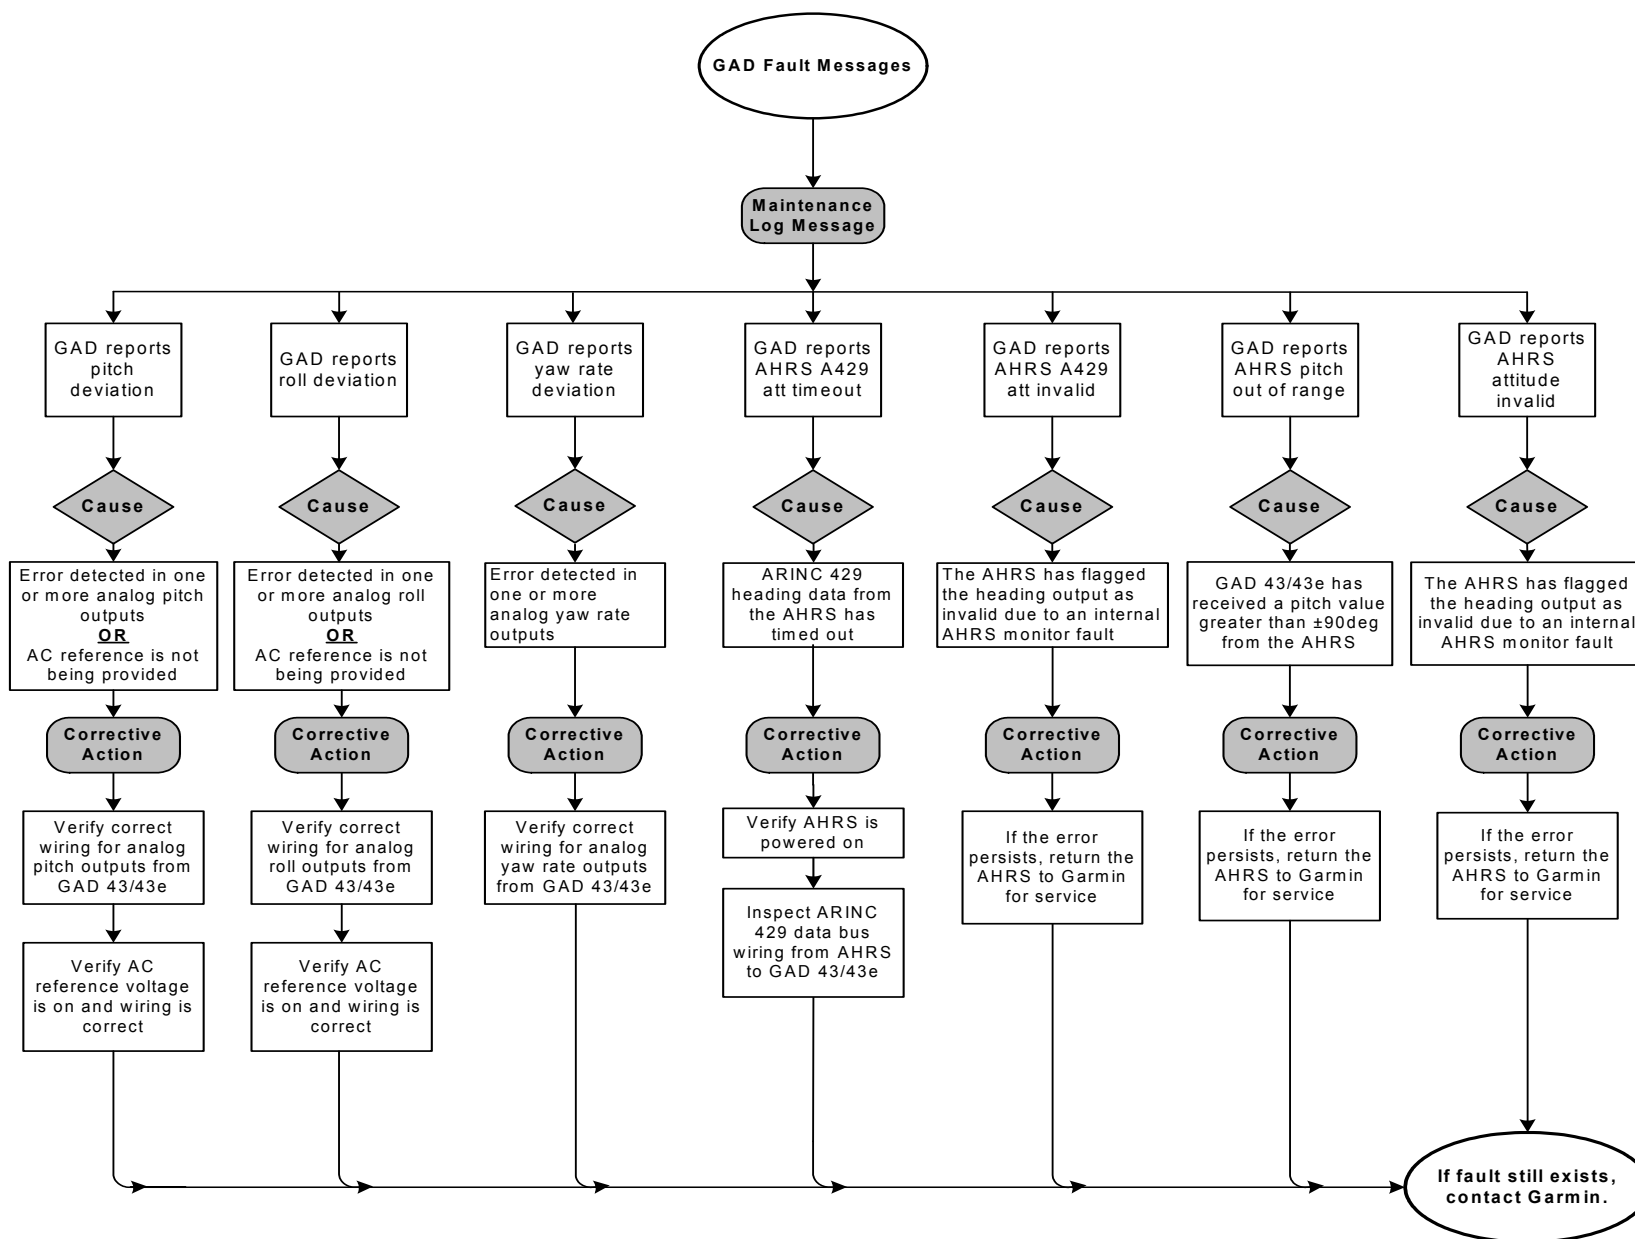 GAD Fault Messages
Maintenance
Log Message
GAD reports
pitch
deviation
GAD reports
roll deviation
GAD reports
yaw rate
deviation
GAD reports
AHRS A429
att timeout
GAD reports
AHRS A429
att invalid
GAD reports
AHRS pitch
out of range
GAD reports
AHRS
attitude
invalid
Cause
Cause
Cause
Cause
Cause
Cause
Cause
Error detected in one
or more analog pitch
outputs
OR
AC reference is not
being provided
Error detected in one
or more analog roll
outputs
OR
AC reference is not
being provided
Error detected in
one or more
analog yaw rate
outputs
ARINC 429
heading data from
the AHRS has
timed out
The AHRS has flagged
the heading output as
invalid due to an internal
AHRS monitor fault
GAD 43/43e has
received a pitch value
greater than ±90deg
from the AHRS
The AHRS has flagged
the heading output as
invalid due to an internal
AHRS monitor fault
Corrective
Action
Corrective
Action
Corrective
Action
Corrective
Action
Corrective
Action
Corrective
Action
Corrective
Action
Verify correct
wiring for analog
pitch outputs from
GAD 43/43e
Verify correct
wiring for analog
roll outputs from
GAD 43/43e
Verify correct
wiring for analog
yaw rate outputs
from GAD 43/43e
Verify AHRS is
powered on
If the error
persists, return the
AHRS to Garmin
for service
If the error
persists, return the
AHRS to Garmin
for service
If the error
persists, return the
AHRS to Garmin
for service
Verify AC
reference voltage
is on and wiring is
correct
Verify AC
reference voltage
is on and wiring is
correct
Inspect ARINC
429 data bus
wiring from AHRS
to GAD 43/43e
If fault still exists,
contact Garmin.